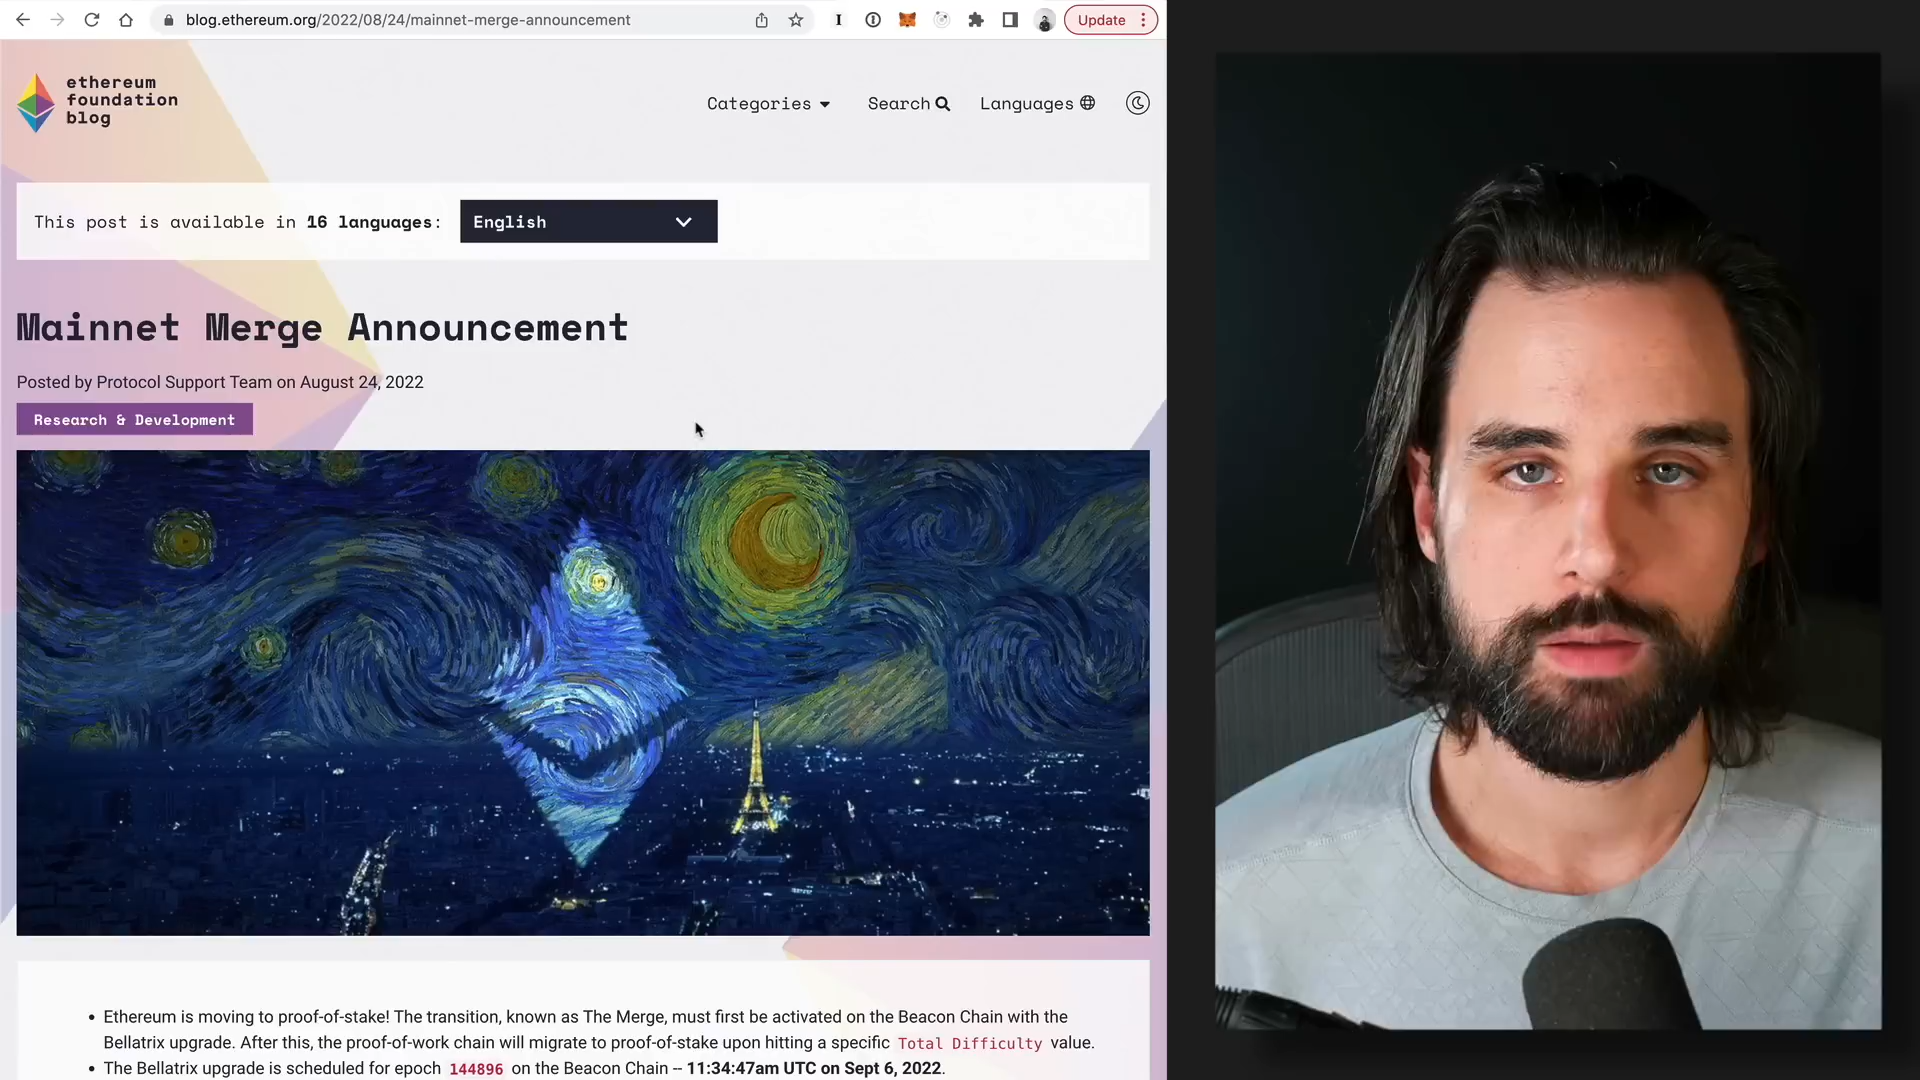 blog.ethereum.org/2022/08/24/mainnet-merge-announcement
Update
ethereum
foundation
blog
Categories
Search
Languages
This post is available in 16 languages:
English
Mainnet Merge Announcement
Posted by Protocol Support Team on August 24, 2022
Research & Development
• Ethereum is moving to proof-of-stake! The transition, known as The Merge, must first be activated on the Beacon Chain with the
Bellatrix upgrade. After this, the proof-of-work chain will migrate to proof-of-stake upon hitting a specific Total Difficulty value.
• The Bellatrix upgrade is scheduled for epoch 144896 on the Beacon Chain -- 11:34:47am UTC on Sept 6, 2022.